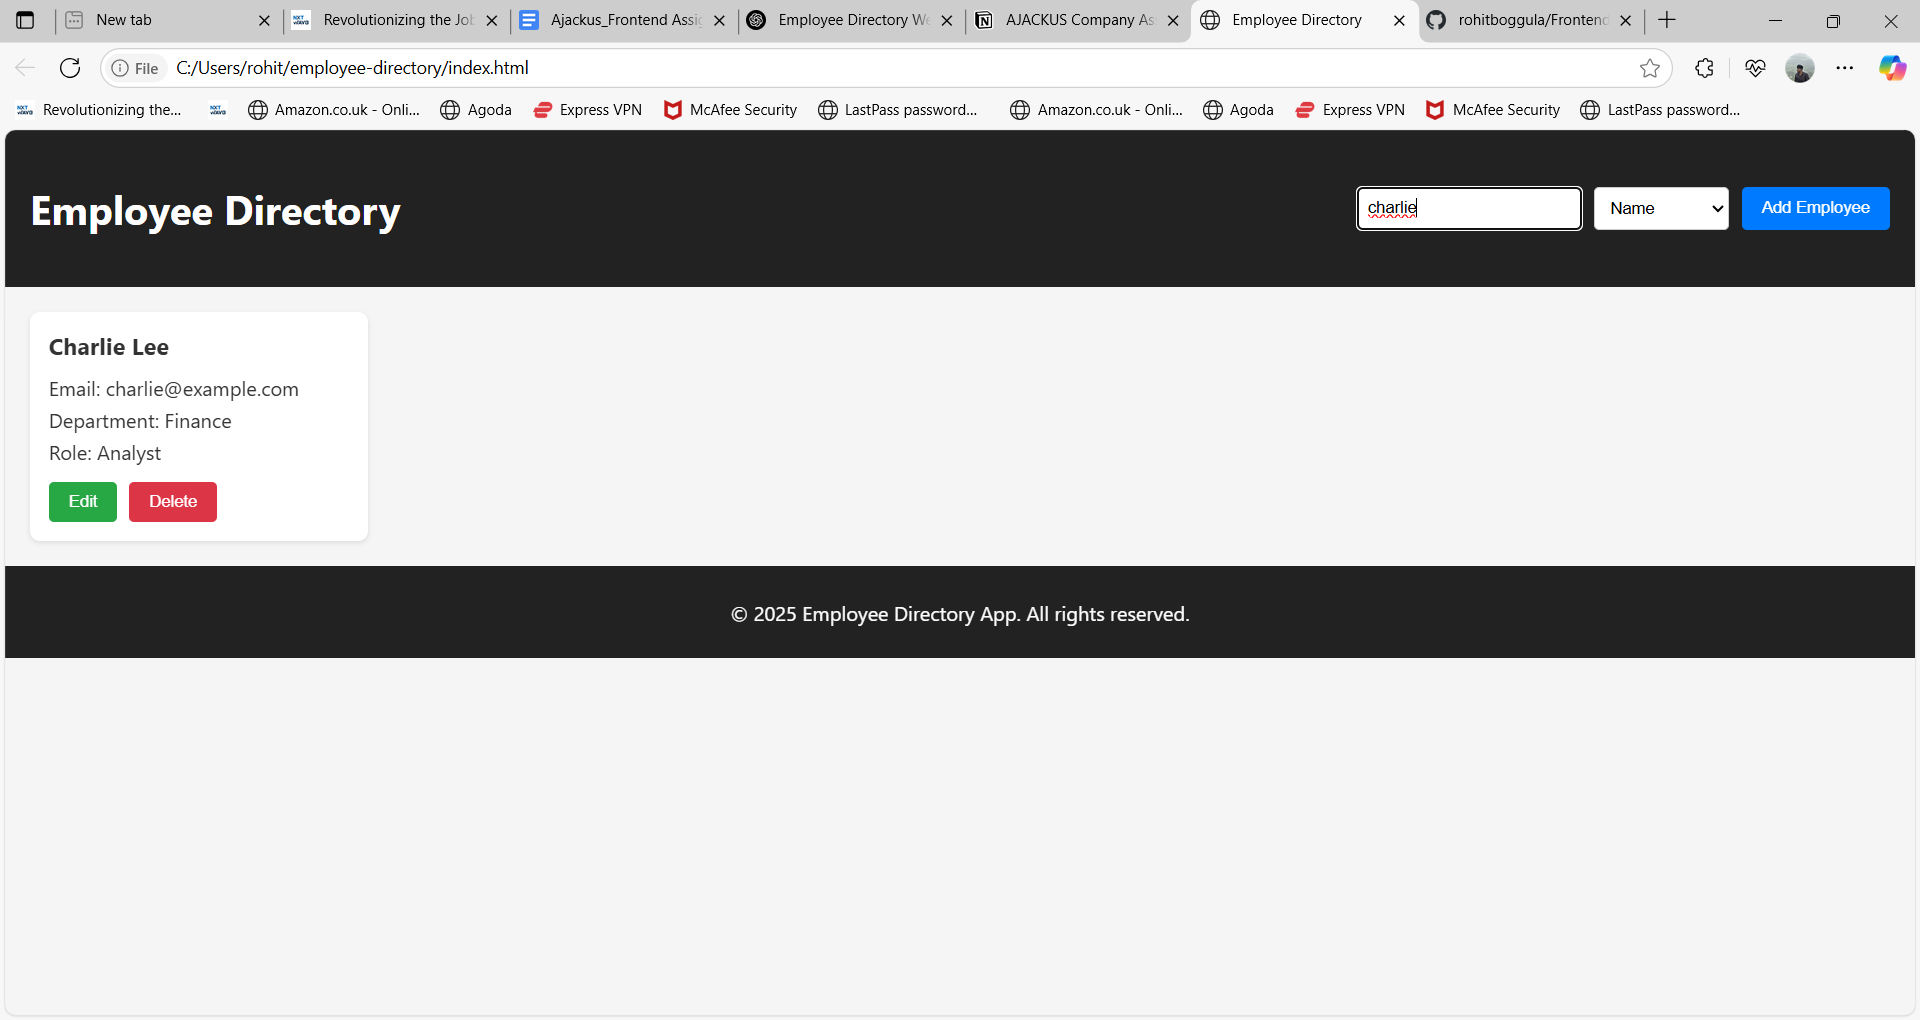 New tab
Revolutionizing the Job
Ajackus_Frontend Assig
Employee Directory We
AJACKUS Company As
Employee Directory
rohitboggula/Frontend
File
C:/Users/rohit/employee-directory/index.html
Revolutionizing the...
Amazon.co.uk - Onli...
Agoda
Express VPN
McAfee Security
LastPass password...
Amazon.co.uk - Onli...
Agoda
Express VPN
McAfee Security
LastPass password...
Employee Directory
charlie
Name
Add Employee
Charlie Lee
Email: charlie@example.com
Department: Finance
Role: Analyst
Edit
Delete
© 2025 Employee Directory App. All rights reserved.